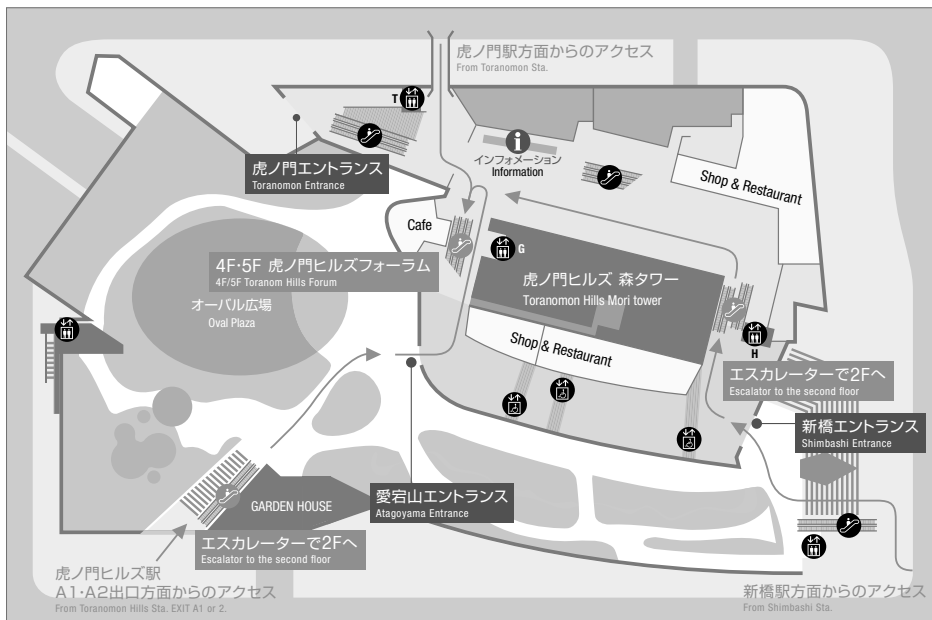 虎ノ門駅方面からのアクセス
From Toranomon Sta.
T
インフォメーション
Information
虎ノ門エントランス
Toranomon Entrance
Shop & Restaurant
Cafe
G
4F・5F 虎ノ門ヒルズフォーラム
4F/5F Toranom Hills Forum
虎ノ門ヒルズ 森タワー
Toranomon Hills Mori tower
オーバル広場
Oval Plaza
Shop & Restaurant
H
エスカレーターで2Fへ
Escalator to the second floor
新橋エントランス
Shimbashi Entrance
愛宕山エントランス
Atagoyama Entrance
GARDEN HOUSE
エスカレーターで2Fへ
Escalator to the second floor
虎ノ門ヒルズ駅
A1・A2出口方面からのアクセス
From Toranomon Hills Sta. EXIT A1 or 2.
新橋駅方面からのアクセス
From Shimbashi Sta.